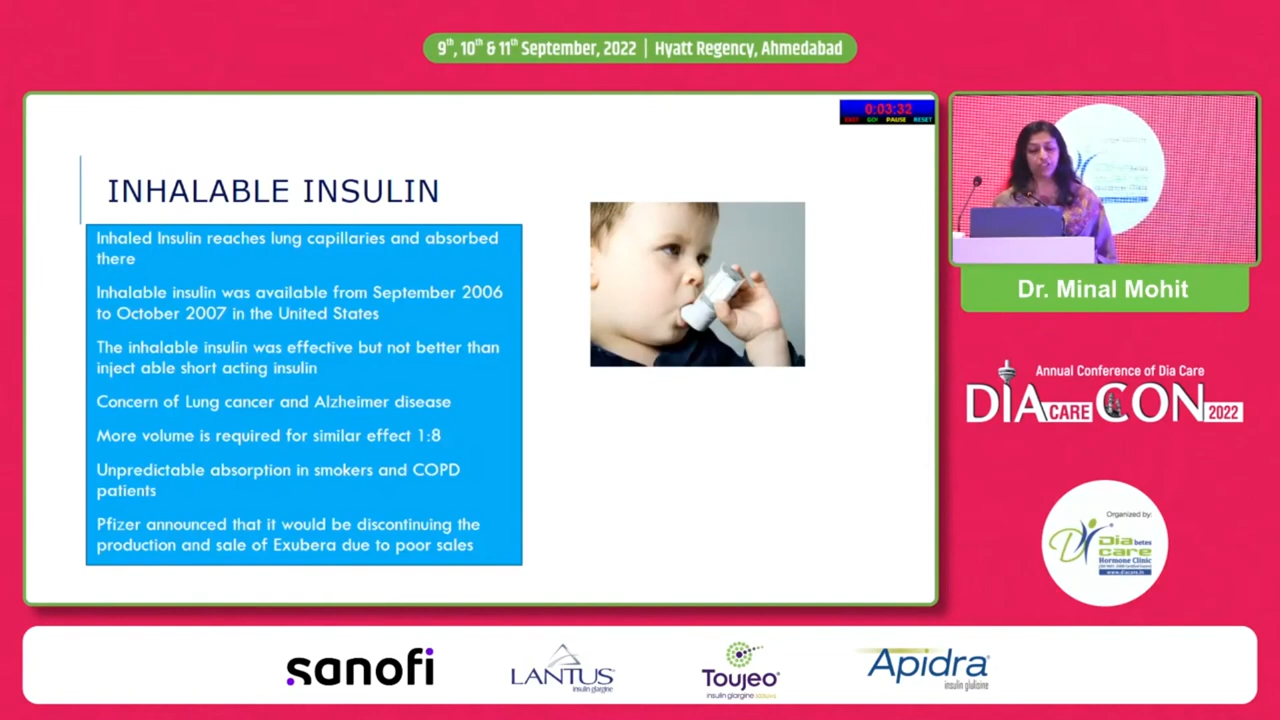 9th, 10th & 11th September, 2022 | Hyatt Regency, Ahmedabad
0:03:32
EXIT GO! PAUSE RESET
INHALABLE INSULIN
Inhaled Insulin reaches lung capillaries and absorbed
there
Inhalable insulin was available from September 2006
to October 2007 in the United States
The inhalable insulin was effective but not better than
inject able short acting insulin
Concern of Lung cancer and Alzheimer disease
More volume is required for similar effect 1:8
Unpredictable absorption in smokers and COPD
patients
Pfizer announced that it would be discontinuing the
production and sale of Exubera due to poor sales
Dr. Minal Mohit
Annual Conference of Dia Care
DIA CARE CON 2022
Organized by:
Diabetes
care
Hormone Clinic
www.diacare.in
sanofi
LANTUS®
insulin glargine
Toujeo®
insulin glargine
Apidra®
insulin glulisine